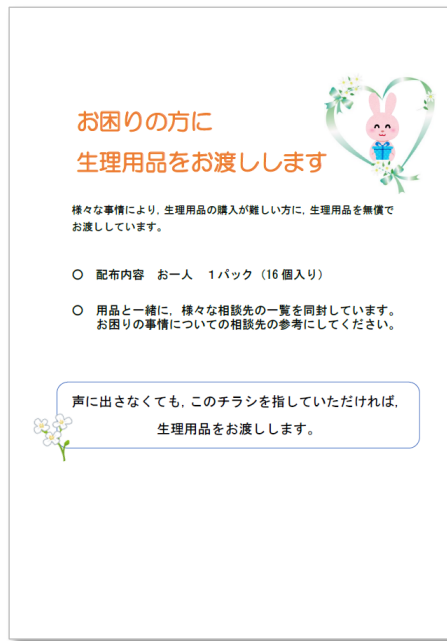 お困りの方に
生理用品をお渡しします
様々な事情により，生理用品の購入が難しい方に，生理用品を無償で
お渡ししています。
○　配布内容　お一人　１パック（16個入り）
○　用品と一緒に，様々な相談先の一覧を同封しています。
お困りの事情についての相談先の参考にしてください。
声に出さなくても，このチラシを指していただければ，
生理用品をお渡しします。